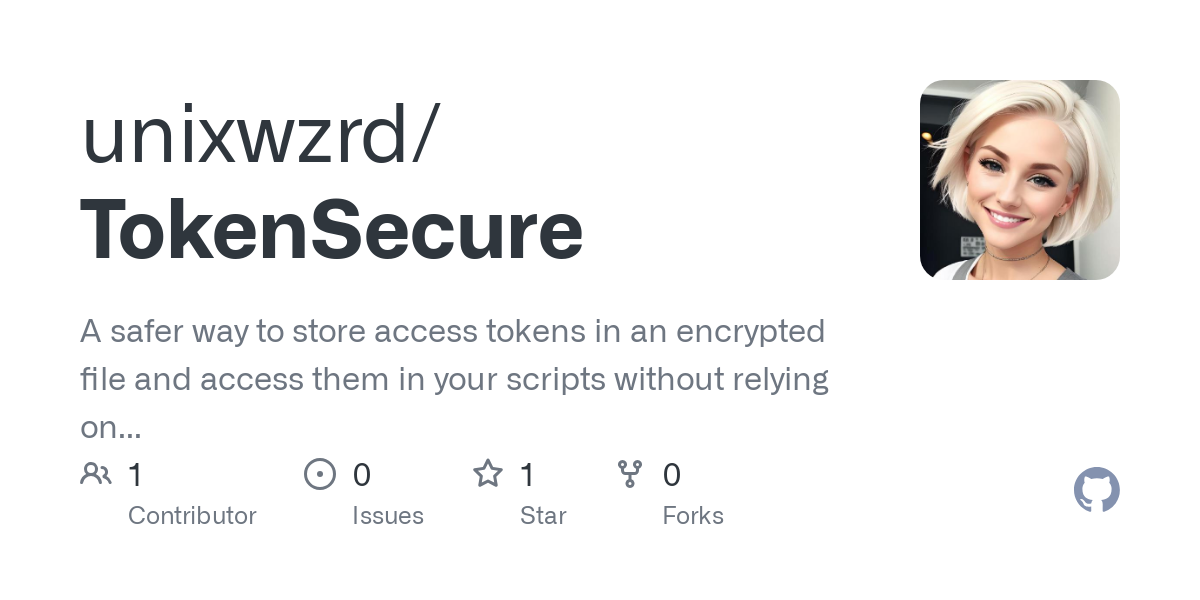 unixwzrd/
TokenSecure
A safer way to store access tokens in an encrypted
file and access them in your scripts without relying
on...
1 0 1 0
Contributor Issues Star Forks